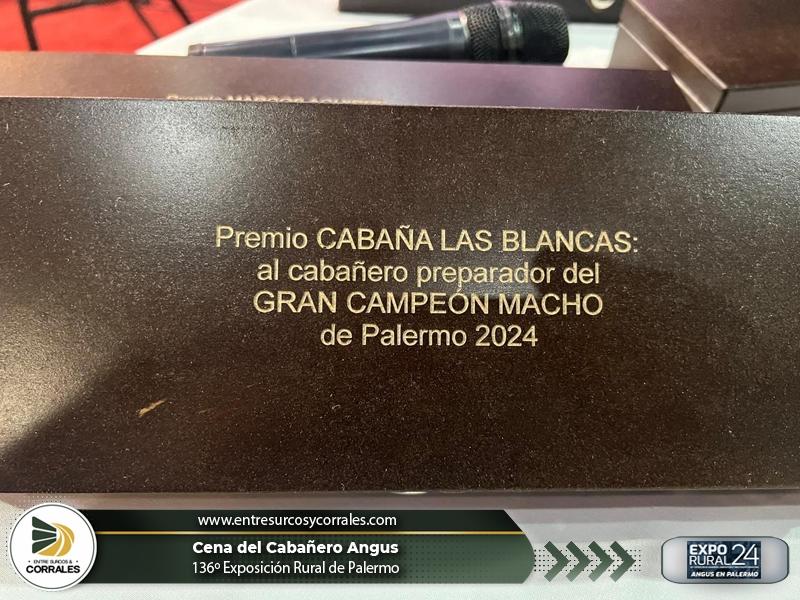 Premio CABAÑA LAS BLANCAS:
al cabañero preparador del
GRAN CAMPEÓN MACHO
de Palermo 2024
www.entresurcosycorrales.com
Cena del Cabañero Angus
136º Exposición Rural de Palermo
ENTRE SURCOS &
CORRALES
EXPO
RURAL 24
ANGUS EN PALERMO